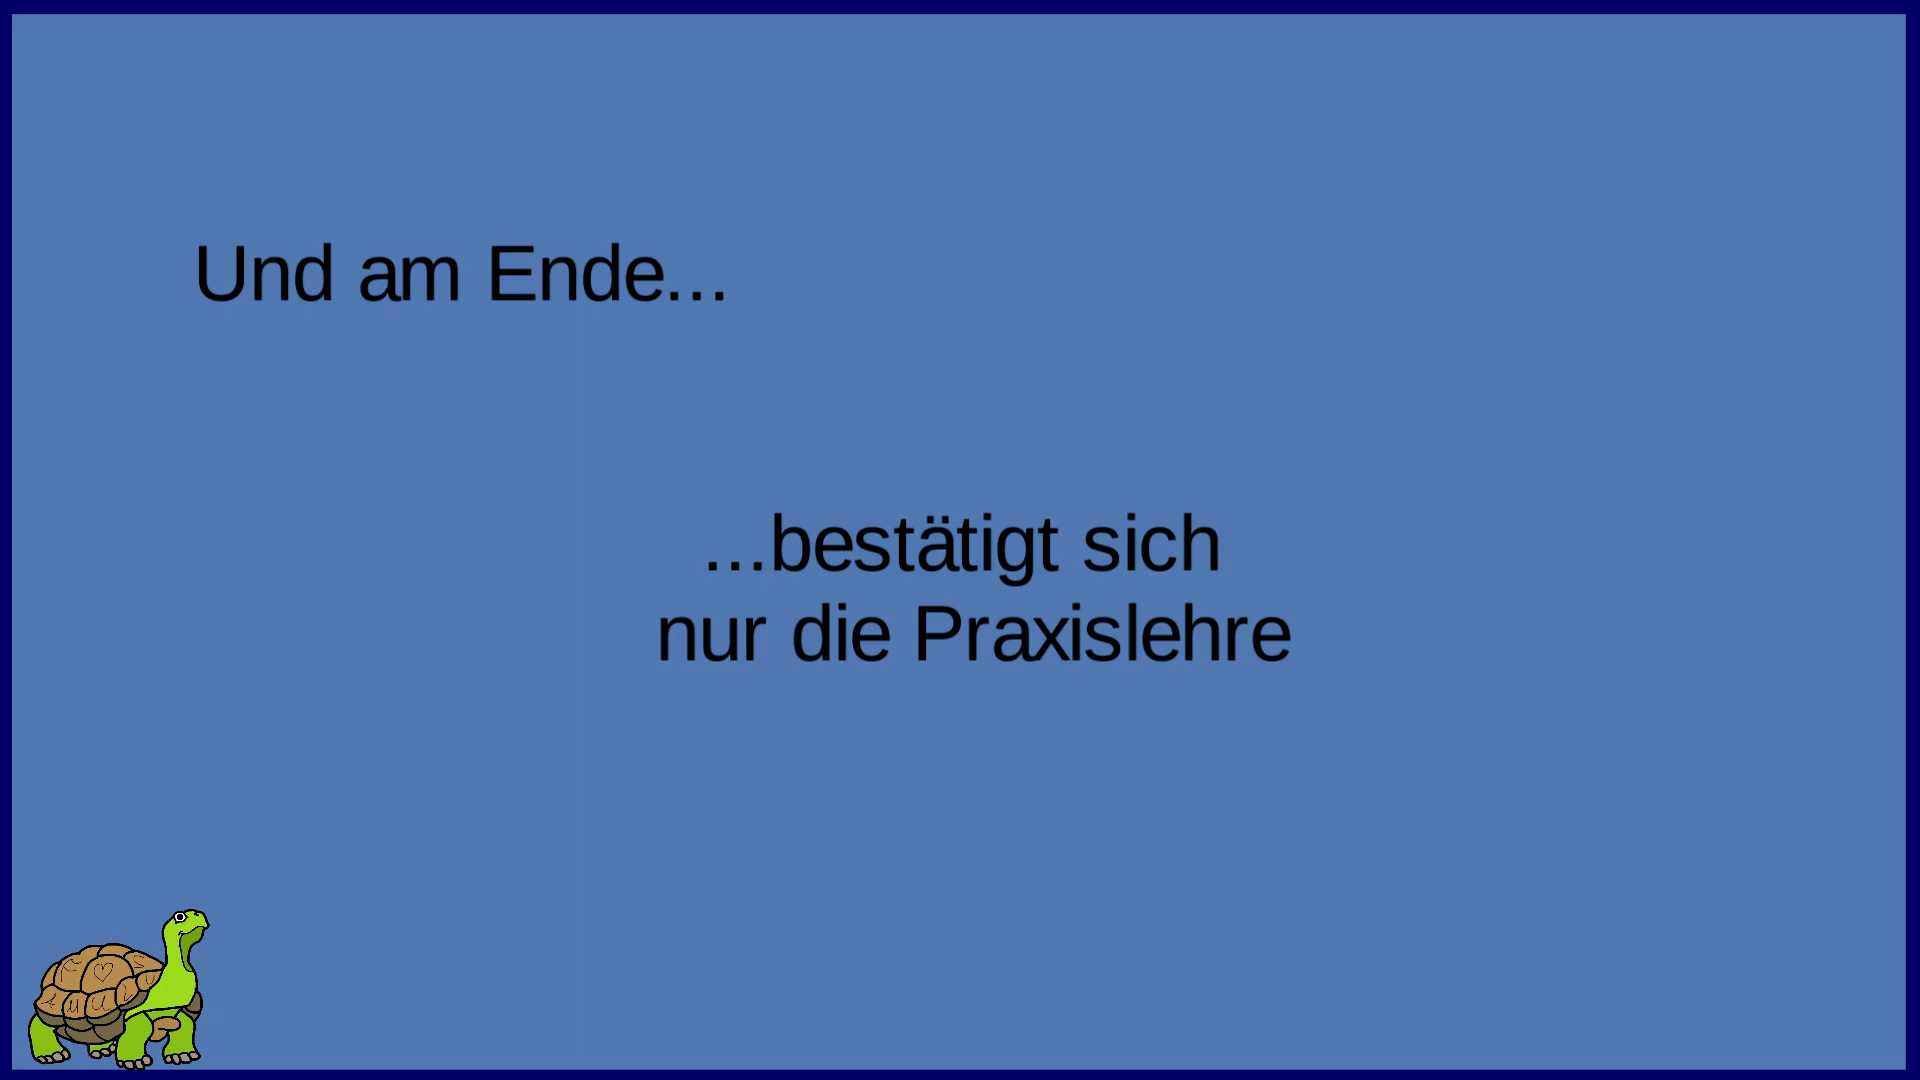 Und am Ende...
...bestätigt sich
nur die Praxislehre